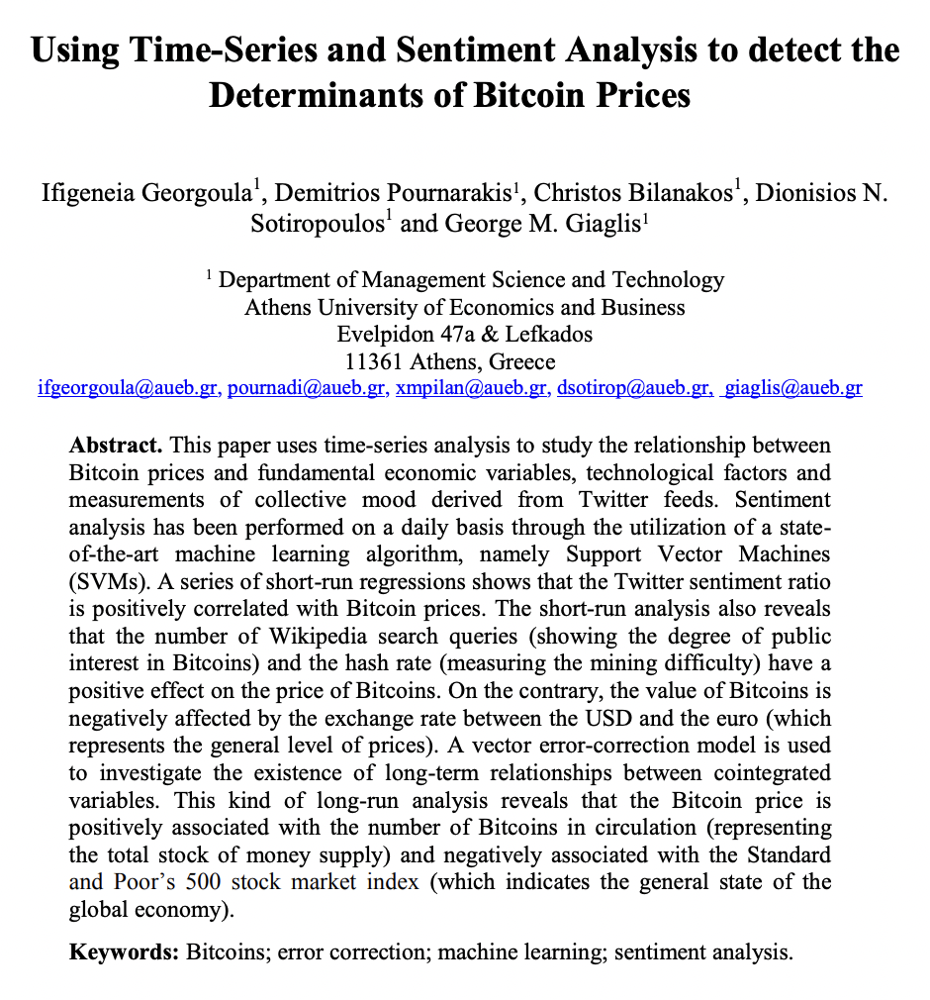 Using Time-Series and Sentiment Analysis to detect the
Determinants of Bitcoin Prices
Ifigeneia Georgoula¹, Demitrios Pournarakis¹, Christos Bilanakos¹, Dionisios N.
Sotiropoulos¹ and George M. Giaglis¹
¹ Department of Management Science and Technology
Athens University of Economics and Business
Evelpidon 47a & Lefkados
11361 Athens, Greece
ifgeorgoula@aueb.gr, pournadi@aueb.gr, xmpilan@aueb.gr, dsotirop@aueb.gr, giaglis@aueb.gr
Abstract. This paper uses time-series analysis to study the relationship between
Bitcoin prices and fundamental economic variables, technological factors and
measurements of collective mood derived from Twitter feeds. Sentiment
analysis has been performed on a daily basis through the utilization of a state-
of-the-art machine learning algorithm, namely Support Vector Machines
(SVMs). A series of short-run regressions shows that the Twitter sentiment ratio
is positively correlated with Bitcoin prices. The short-run analysis also reveals
that the number of Wikipedia search queries (showing the degree of public
interest in Bitcoins) and the hash rate (measuring the mining difficulty) have a
positive effect on the price of Bitcoins. On the contrary, the value of Bitcoins is
negatively affected by the exchange rate between the USD and the euro (which
represents the general level of prices). A vector error-correction model is used
to investigate the existence of long-term relationships between cointegrated
variables. This kind of long-run analysis reveals that the Bitcoin price is
positively associated with the number of Bitcoins in circulation (representing
the total stock of money supply) and negatively associated with the Standard
and Poor’s 500 stock market index (which indicates the general state of the
global economy).
Keywords: Bitcoins; error correction; machine learning; sentiment analysis.